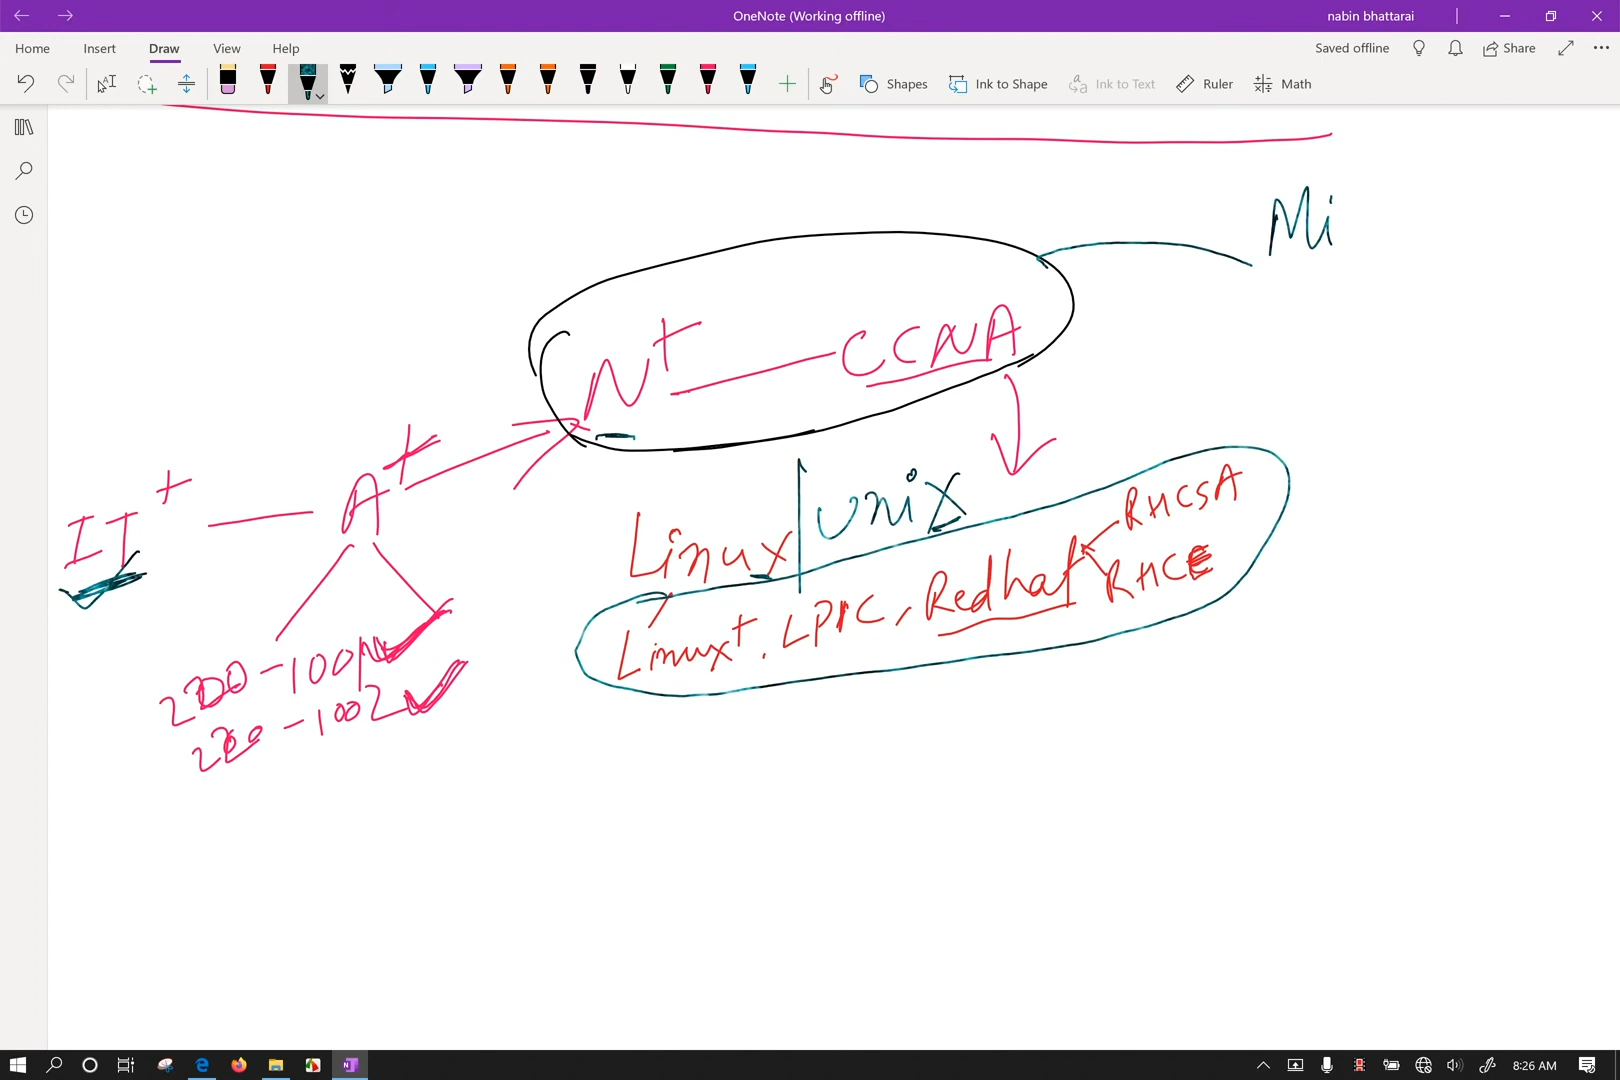 OneNote (Working offline)
nabin bhattarai
Home Insert Draw View Help
Saved offline Share
Shapes Ink to Shape Ink to Text Ruler Math
Mi
N+ CCNA
IT+ A+
Linux | Unix
RHCSA
Linux+. LPIC, Redhat RHCE
220-1001
220-1002
8:26 AM